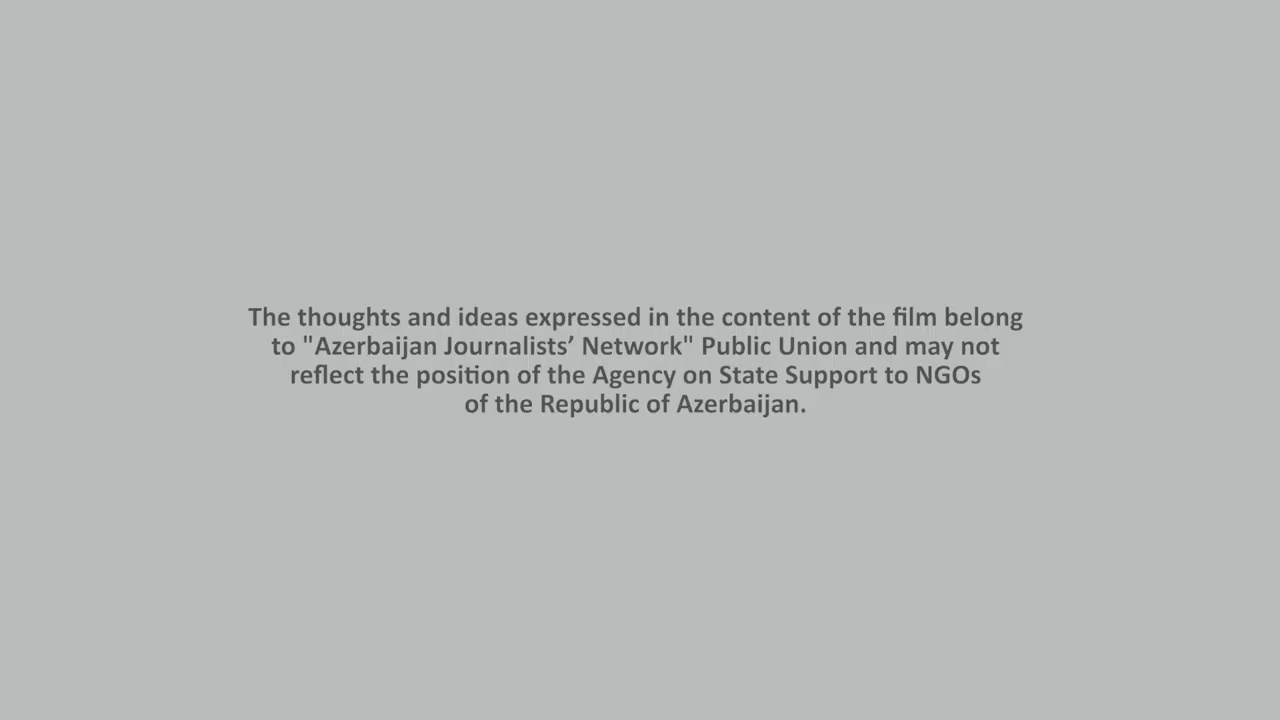 The thoughts and ideas expressed in the content of the film belong
to "Azerbaijan Journalists’ Network" Public Union and may not
reflect the position of the Agency on State Support to NGOs
of the Republic of Azerbaijan.